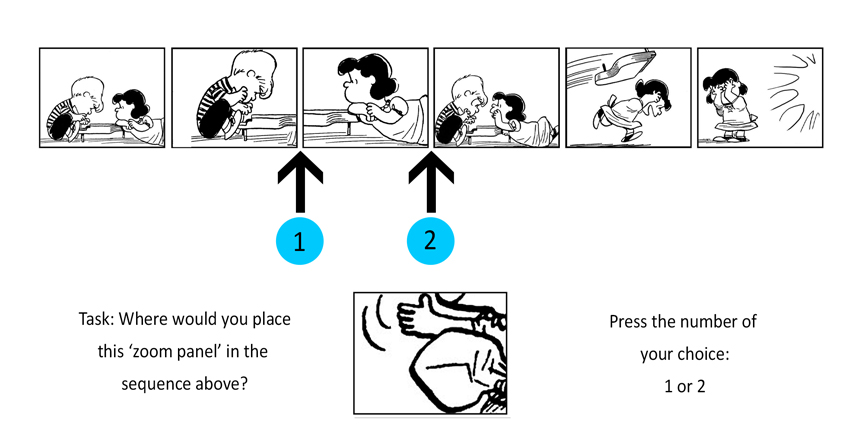 1
2
Task: Where would you place
this ‘zoom panel’ in the
sequence above?
Press the number of
your choice:
1 or 2